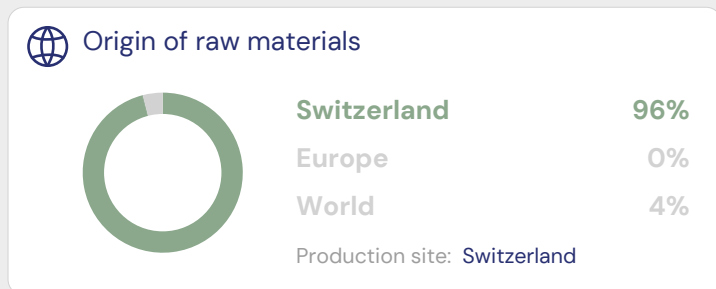 Origin of raw materials
Switzerland 96%
Europe 0%
World 4%
Production site: Switzerland